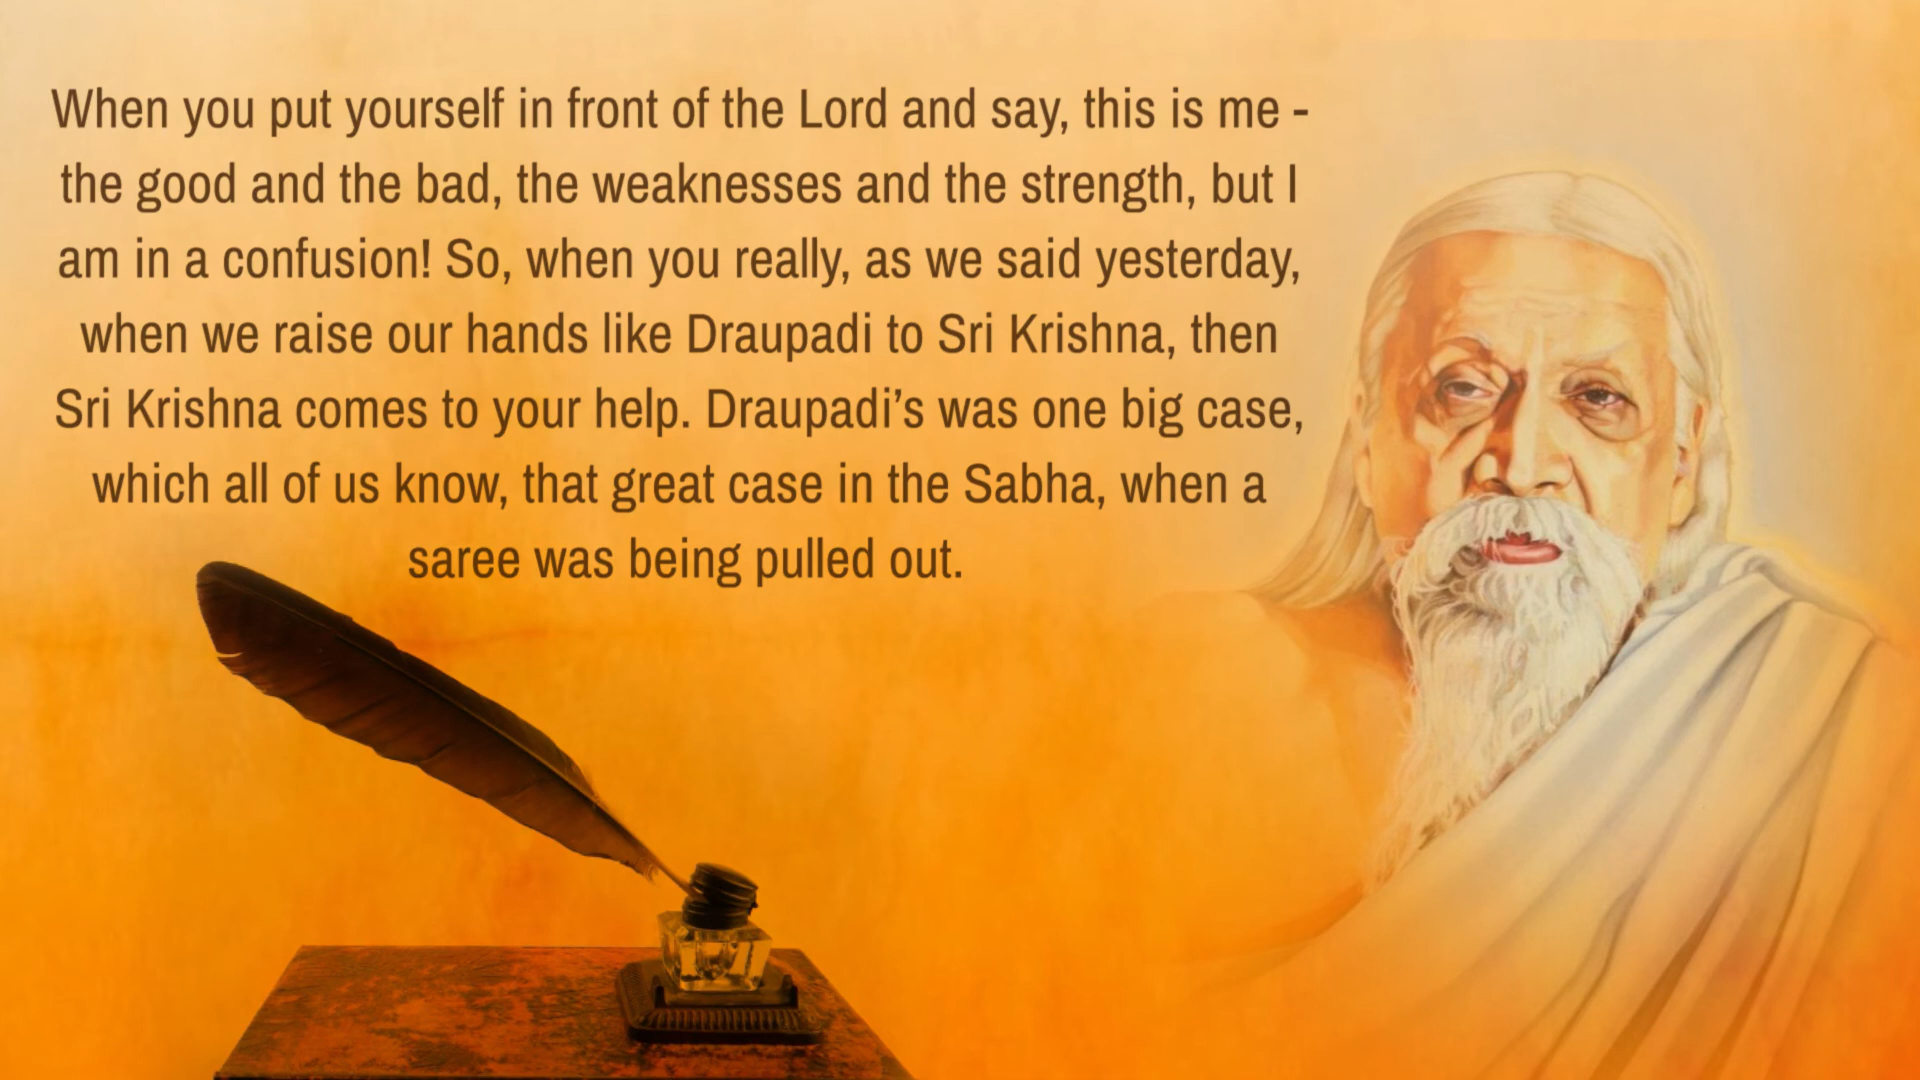 When you put yourself in front of the Lord and say, this is me -
the good and the bad, the weaknesses and the strength, but I
am in a confusion! So, when you really, as we said yesterday,
when we raise our hands like Draupadi to Sri Krishna, then
Sri Krishna comes to your help. Draupadi’s was one big case,
which all of us know, that great case in the Sabha, when a
saree was being pulled out.